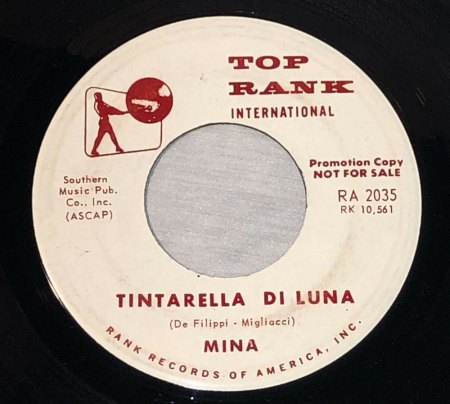 TOP
RANK
INTERNATIONAL
Southern
Music Pub.
Co., Inc.
(ASCAP)
Promotion Copy
NOT FOR SALE
RA 2035
RK 10,561
TINTARELLA DI LUNA
(De Filippi - Migliacci)
MINA
RANK RECORDS OF AMERICA, INC.